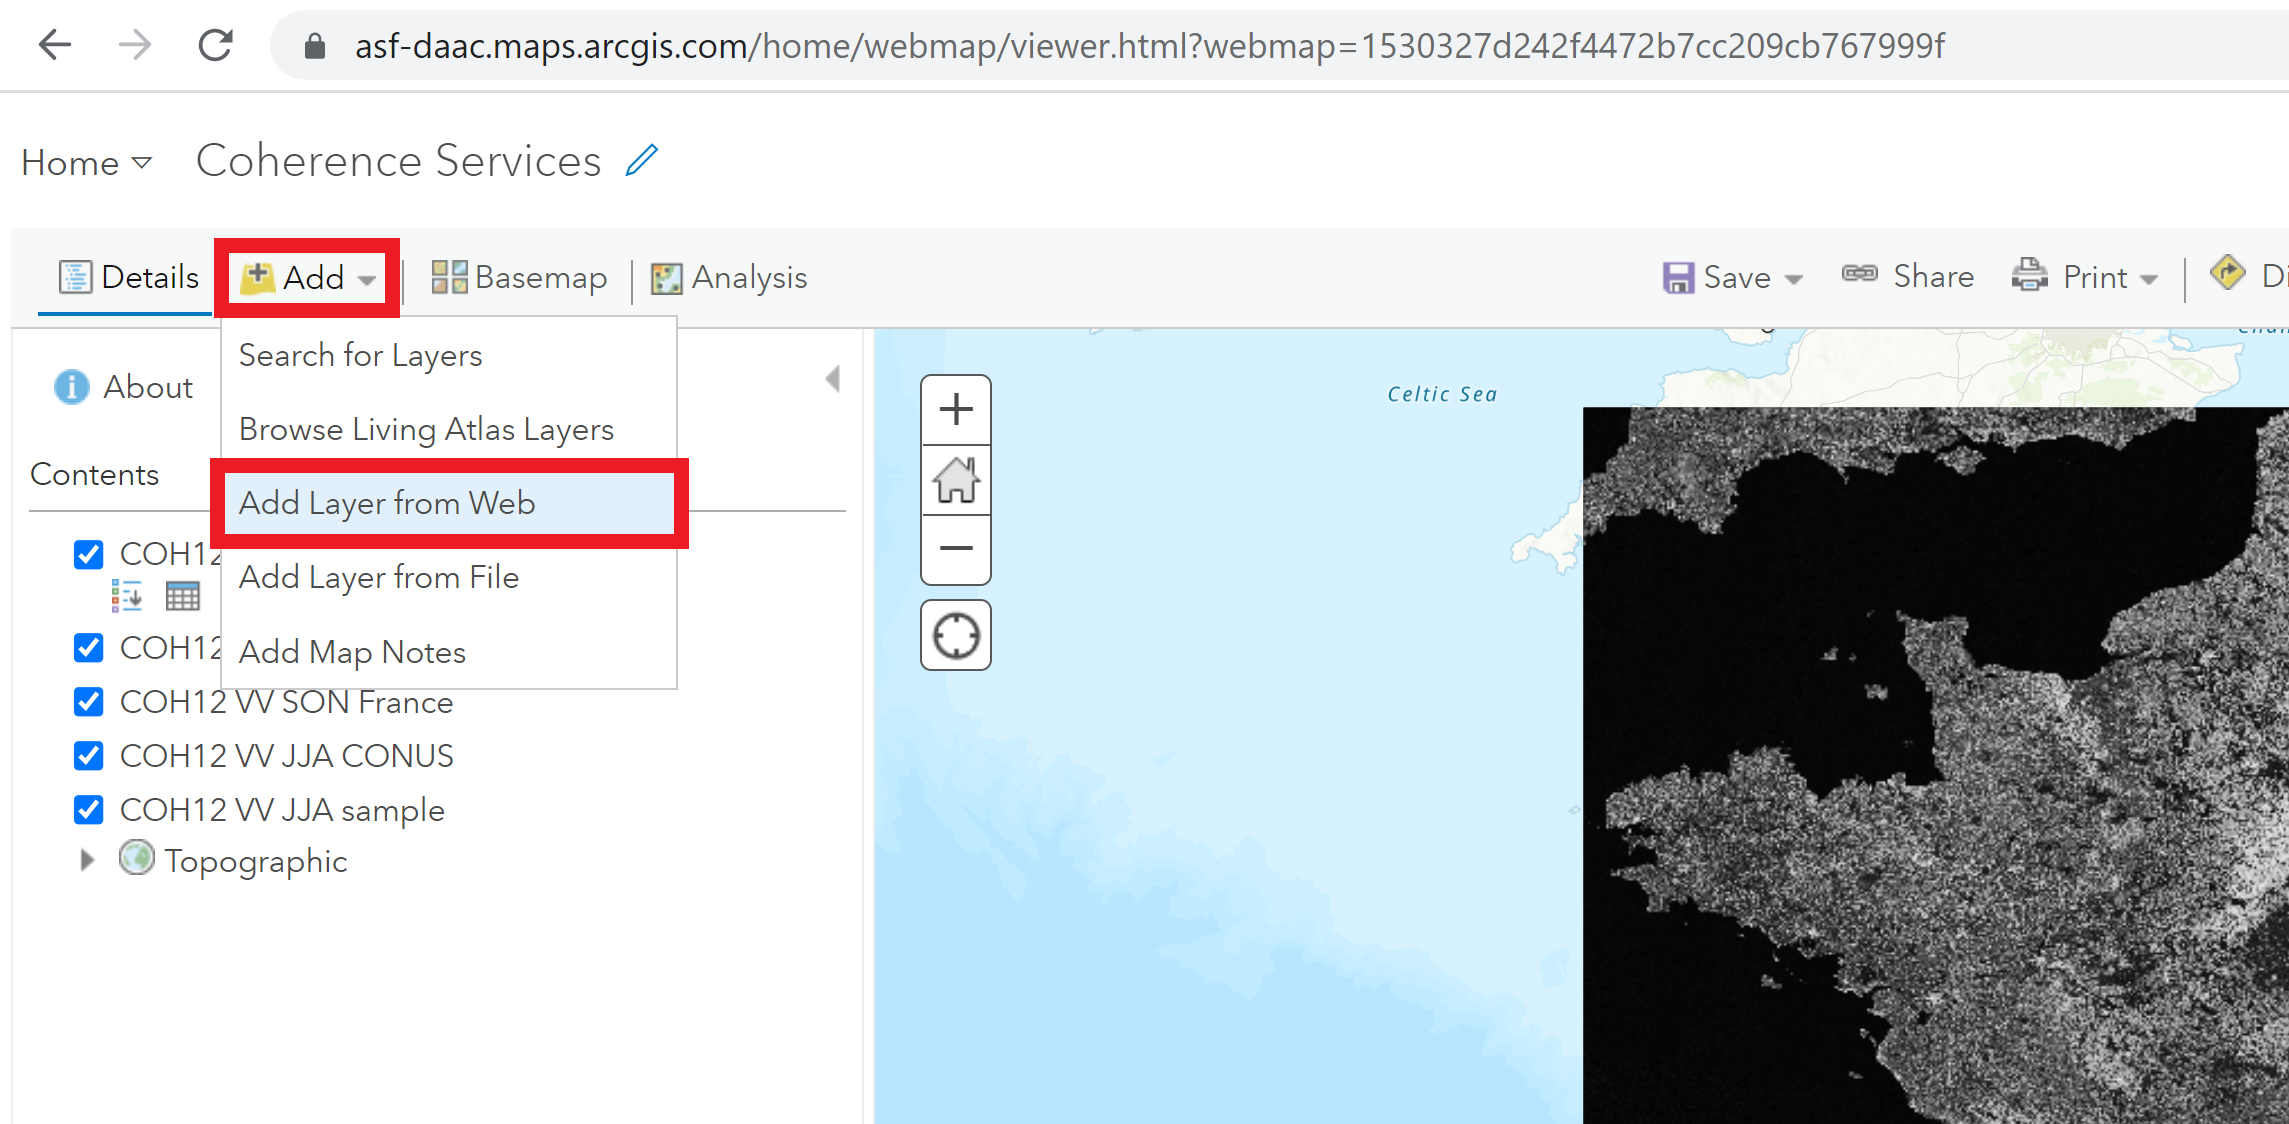 asf-daac.maps.arcgis.com/home/webmap/viewer.html?webmap=1530327d242f4472b7cc209cb767999f
Home Coherence Services
Details Add Basemap Analysis Save Share Print
Search for Layers
About
Celtic Sea
Browse Living Atlas Layers
Contents
Add Layer from Web
COH12
Add Layer from File
COH12
Add Map Notes
COH12 VV SON France
COH12 VV JJA CONUS
COH12 VV JJA sample
Topographic